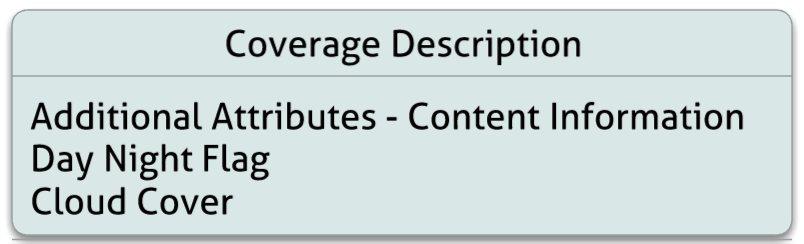 Coverage Description
Additional Attributes - Content Information
Day Night Flag
Cloud Cover